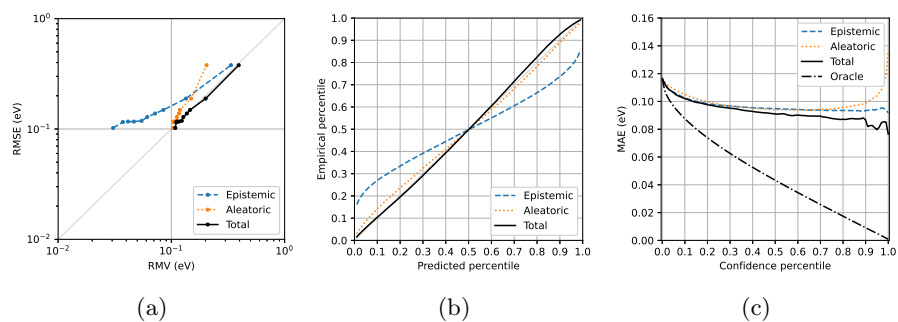 10⁰
10⁻¹
10⁻²
RMSE (eV)
10⁻² 10⁻¹ 10⁰
RMV (eV)
Epistemic
Aleatoric
Total
(a)
1.0
0.9
0.8
0.7
0.6
0.5
0.4
0.3
0.2
0.1
0.0
Empirical percentile
0.0 0.1 0.2 0.3 0.4 0.5 0.6 0.7 0.8 0.9 1.0
Predicted percentile
Epistemic
Aleatoric
Total
(b)
0.16
0.14
0.12
0.10
0.08
0.06
0.04
0.02
0.00
MAE (eV)
0.0 0.1 0.2 0.3 0.4 0.5 0.6 0.7 0.8 0.9 1.0
Confidence percentile
Epistemic
Aleatoric
Total
Oracle
(c)